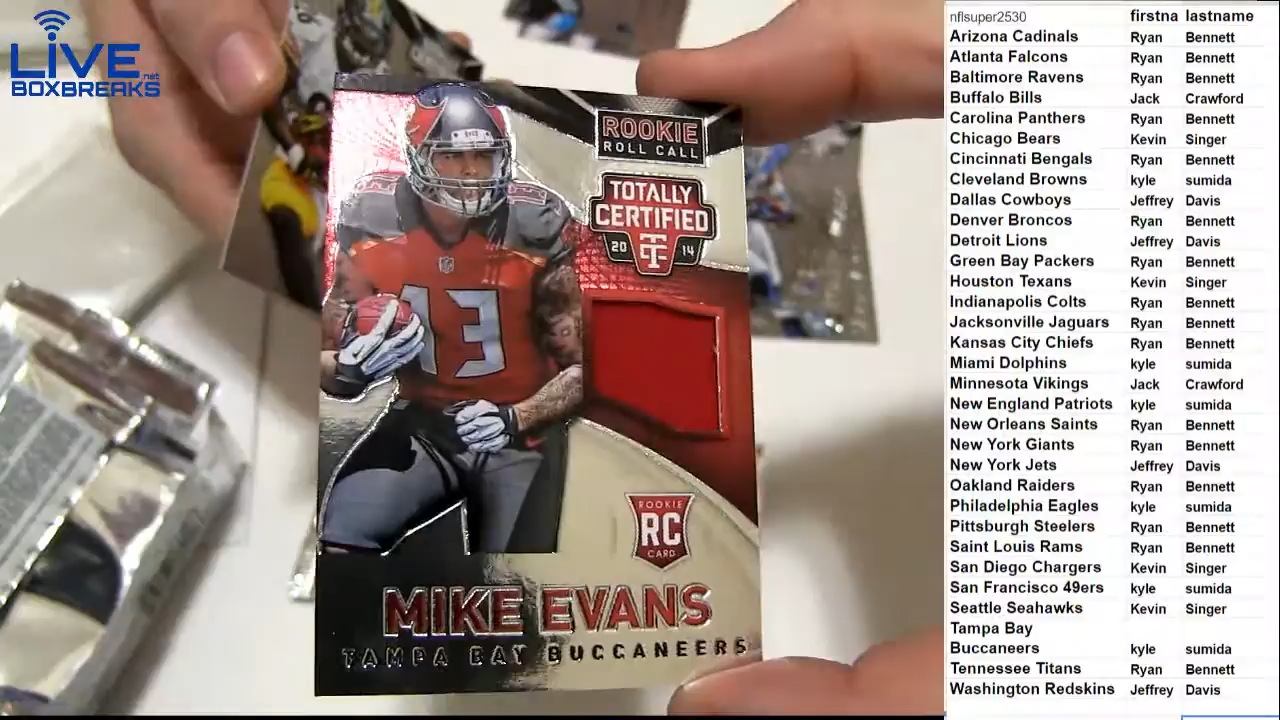 LIVE.net
BOXBREAKS
ROOKIE
ROLL CALL
TOTALLY
CERTIFIED
20 TC 14
13
ROOKIE
RC
CARD
MIKE EVANS
TAMPA BAY BUCCANEERS
nflsuper2530 firstna lastname
Arizona Cadinals Ryan Bennett
Atlanta Falcons Ryan Bennett
Baltimore Ravens Ryan Bennett
Buffalo Bills Jack Crawford
Carolina Panthers Ryan Bennett
Chicago Bears Kevin Singer
Cincinnati Bengals Ryan Bennett
Cleveland Browns kyle sumida
Dallas Cowboys Jeffrey Davis
Denver Broncos Ryan Bennett
Detroit Lions Jeffrey Davis
Green Bay Packers Ryan Bennett
Houston Texans Kevin Singer
Indianapolis Colts Ryan Bennett
Jacksonville Jaguars Ryan Bennett
Kansas City Chiefs Ryan Bennett
Miami Dolphins kyle sumida
Minnesota Vikings Jack Crawford
New England Patriots kyle sumida
New Orleans Saints Ryan Bennett
New York Giants Ryan Bennett
New York Jets Jeffrey Davis
Oakland Raiders Ryan Bennett
Philadelphia Eagles kyle sumida
Pittsburgh Steelers Ryan Bennett
Saint Louis Rams Ryan Bennett
San Diego Chargers Kevin Singer
San Francisco 49ers kyle sumida
Seattle Seahawks Kevin Singer
Tampa Bay
Buccaneers kyle sumida
Tennessee Titans Ryan Bennett
Washington Redskins Jeffrey Davis